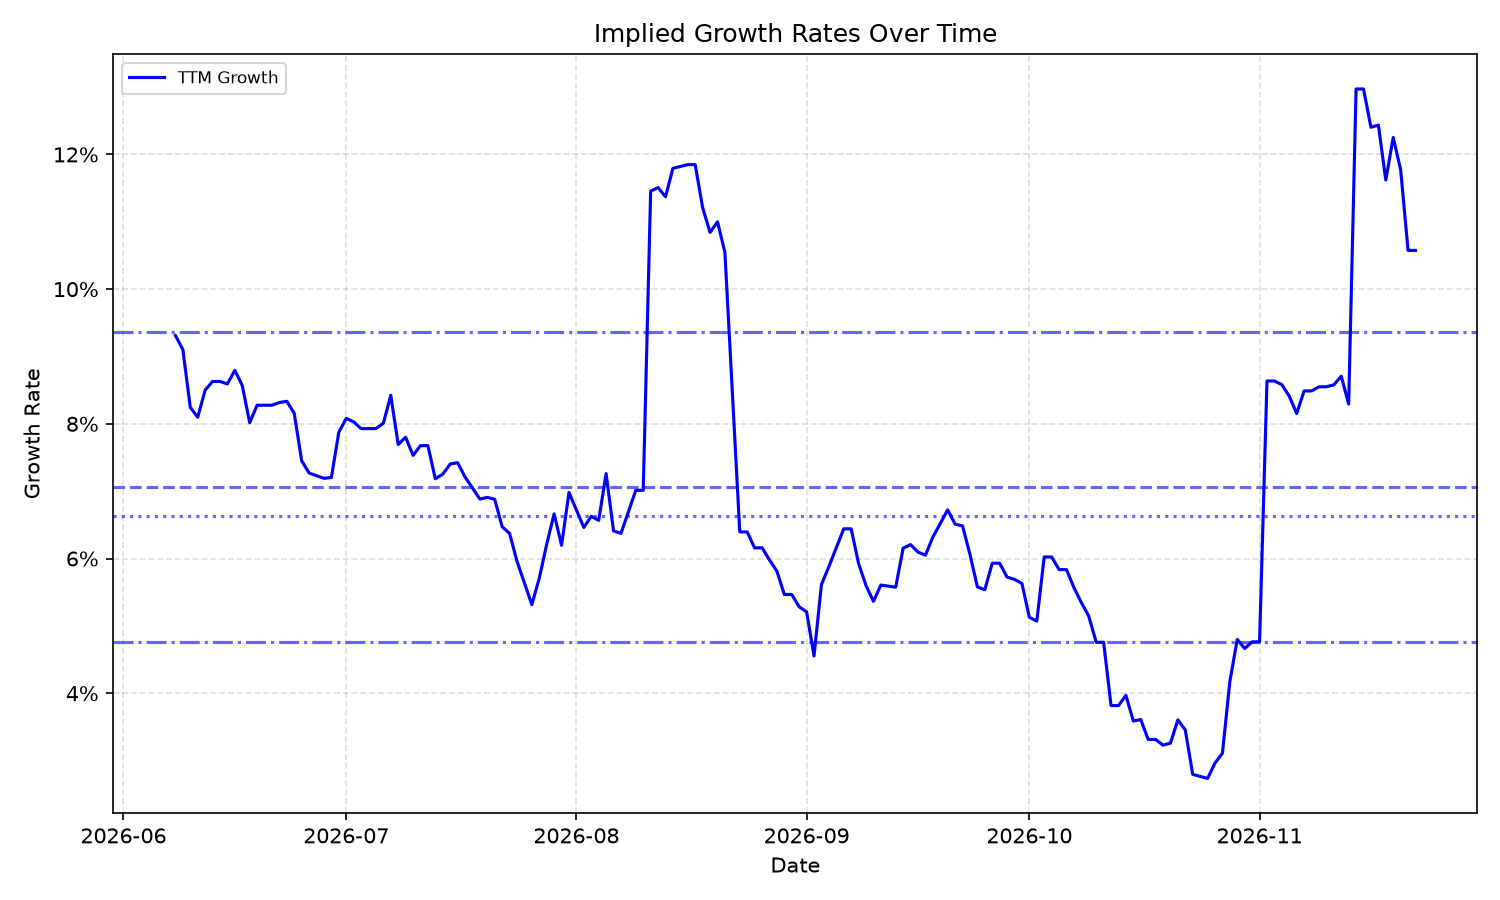 Implied Growth Rates Over Time
TTM Growth
12%
10%
8%
6%
4%
Growth Rate
2026-06
2026-07
2026-08
2026-09
2026-10
2026-11
Date